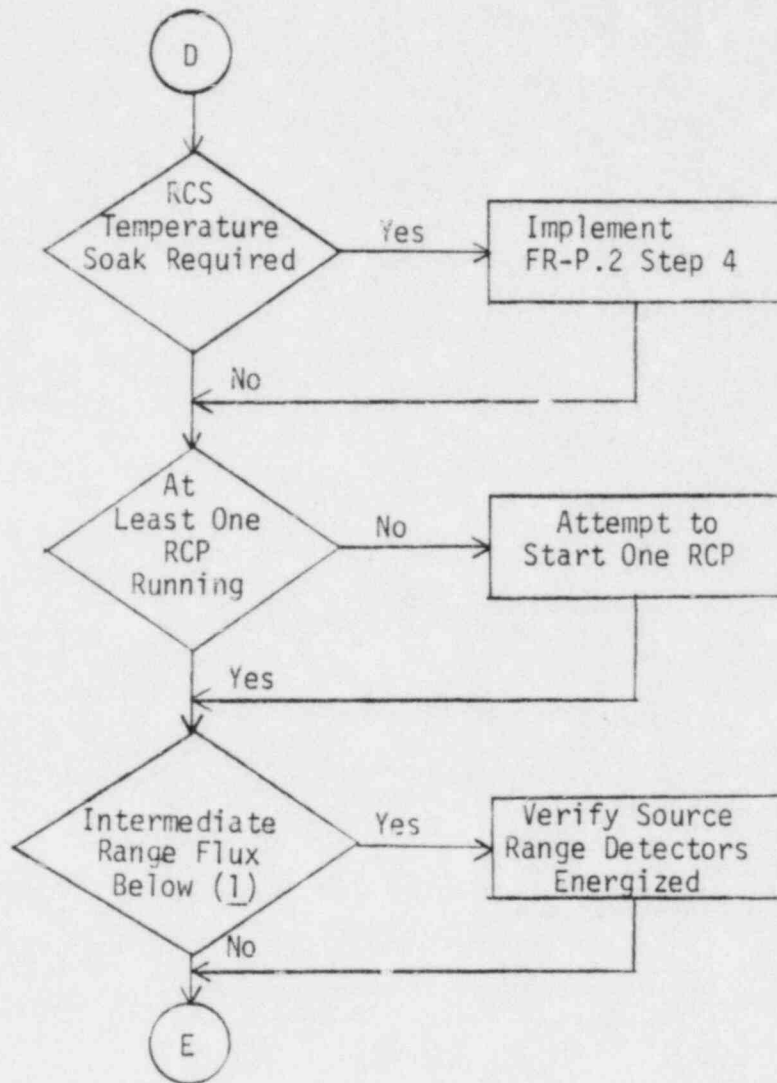 D
RCS
Temperature
Soak Required
Yes
Implement
FR-P.2 Step 4
No
At
Least One
RCP
Running
No
Attempt to
Start One RCP
Yes
Intermediate
Range Flux
Below (1)
Yes
Verify Source
Range Detectors
Energized
No
E